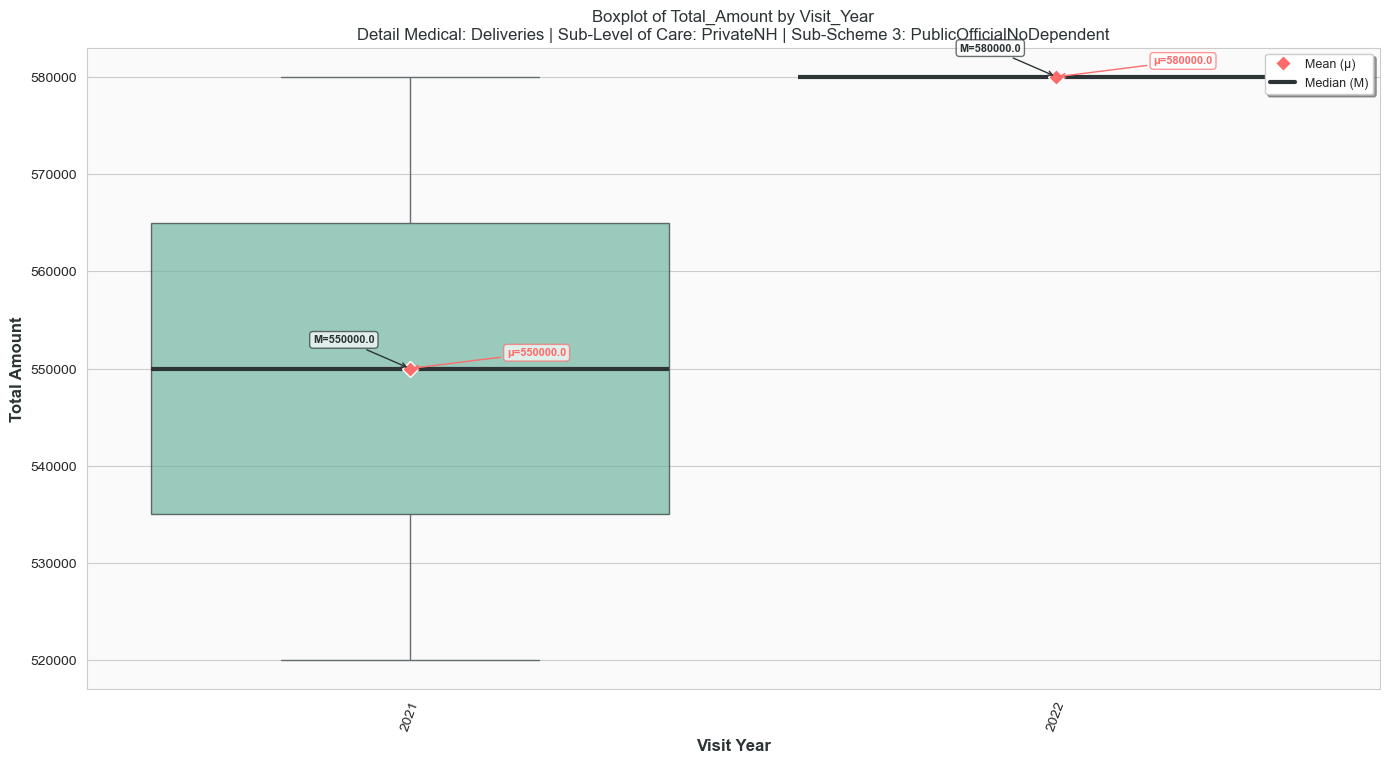 Boxplot of Total_Amount by Visit_Year
Detail Medical: Deliveries | Sub-Level of Care: PrivateNH | Sub-Scheme 3: PublicOfficialNoDependent
M=580000.0
μ=580000.0
Mean (μ)
Median (M)
580000
570000
560000
550000
540000
530000
520000
M=550000.0
μ=550000.0
Total Amount
2021
2022
Visit Year